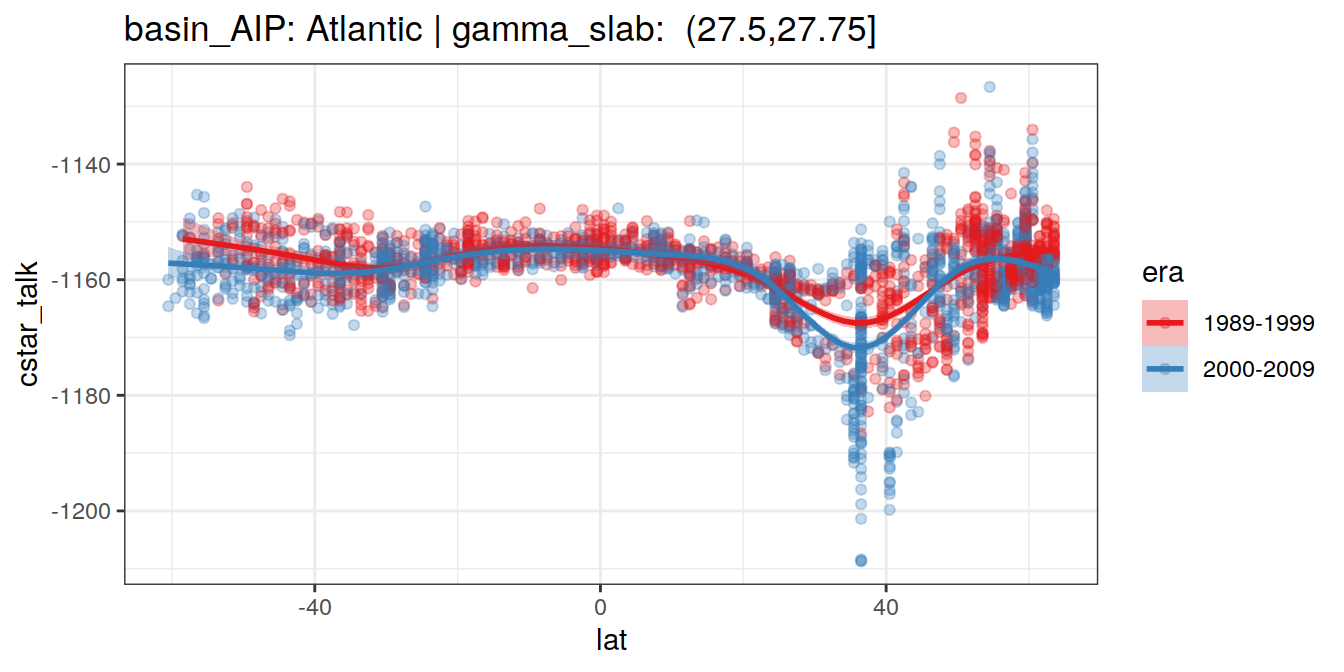 basin_AIP: Atlantic | gamma_slab:  (27.5,27.75]
cstar_talk
-1140
-1160
-1180
-1200
-40
0
40
lat
era
1989-1999
2000-2009